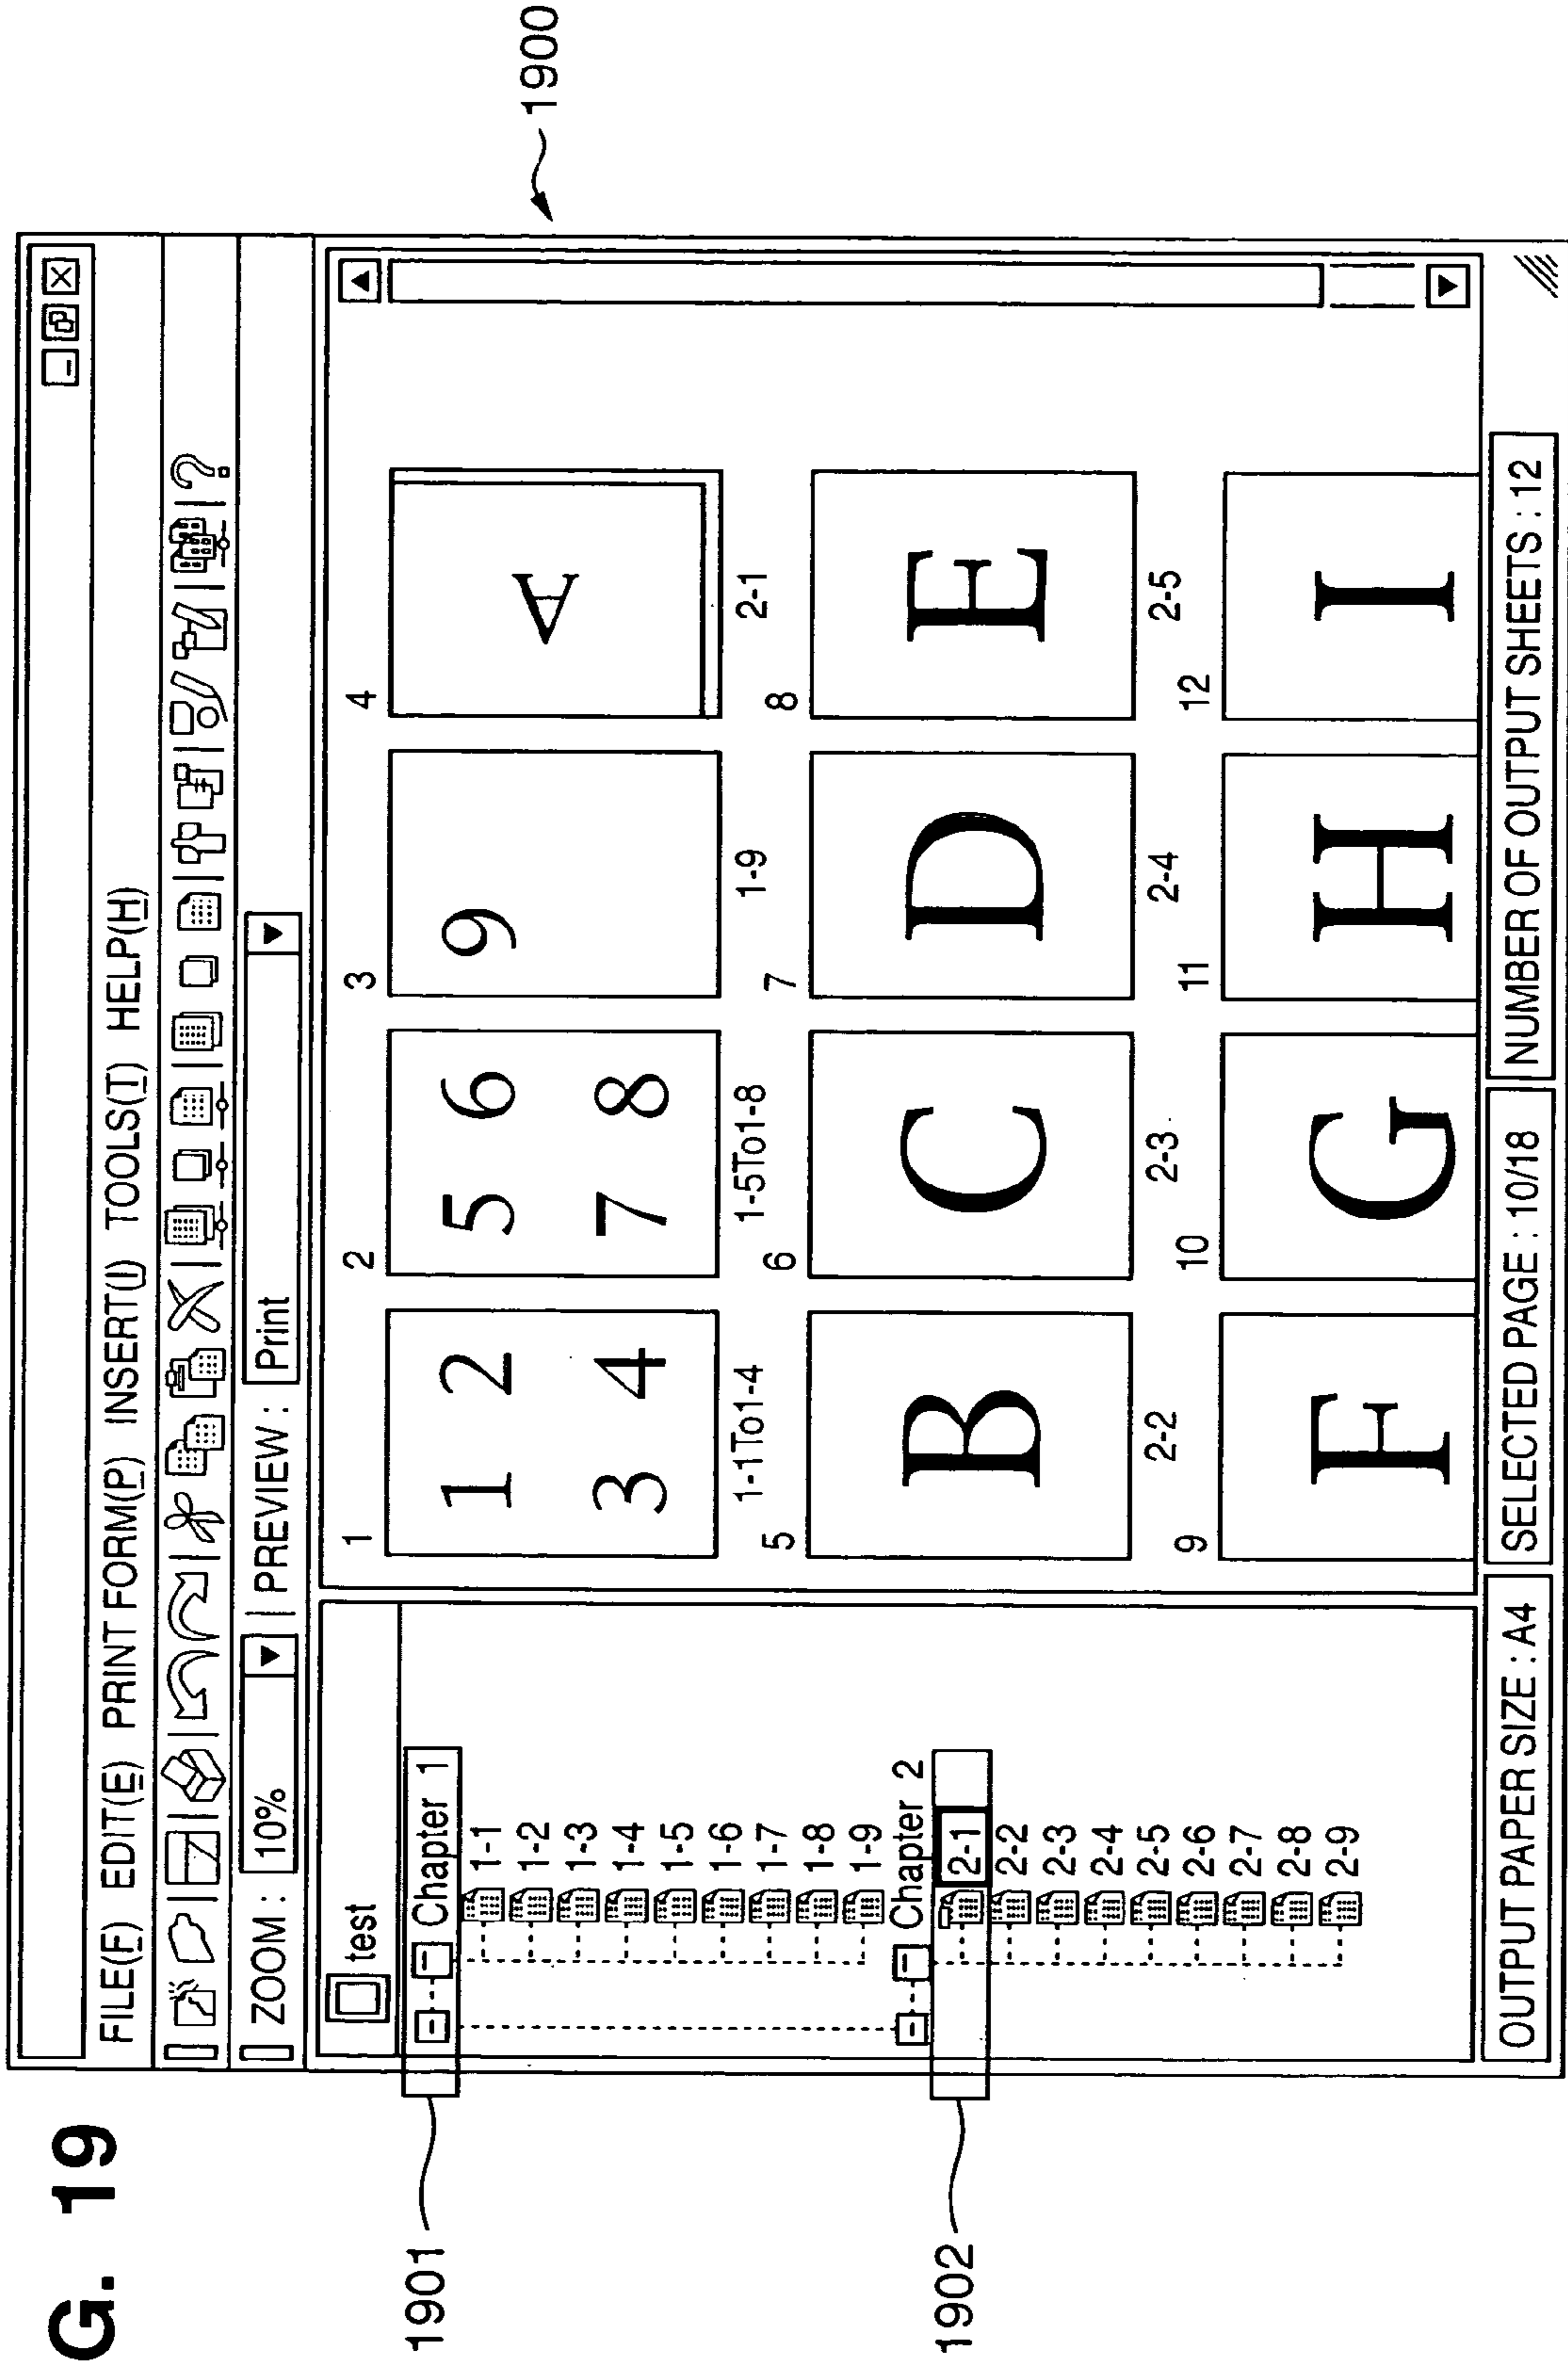 G. 19
1900
FILE(F) EDIT(E) PRINT FORM(P) INSERT(I) TOOLS(T) HELP(H)
?
ZOOM : 10% PREVIEW : Print
test
1901
Chapter 1
1-1
1-2
1-3
1-4
1-5
1-6
1-7
1-8
1-9
Chapter 2
1902
2-1
2-2
2-3
2-4
2-5
2-6
2-7
2-8
2-9
1 2 3 4
1 2 5 6 9 A
3 4 7 8
1-1To1-4 1-5To1-8 1-9 2-1
5 6 7 8
B C D E
2-2 2-3 2-4 2-5
9 10 11 12
F G H I
OUTPUT PAPER SIZE : A4 SELECTED PAGE : 10/18 NUMBER OF OUTPUT SHEETS : 12